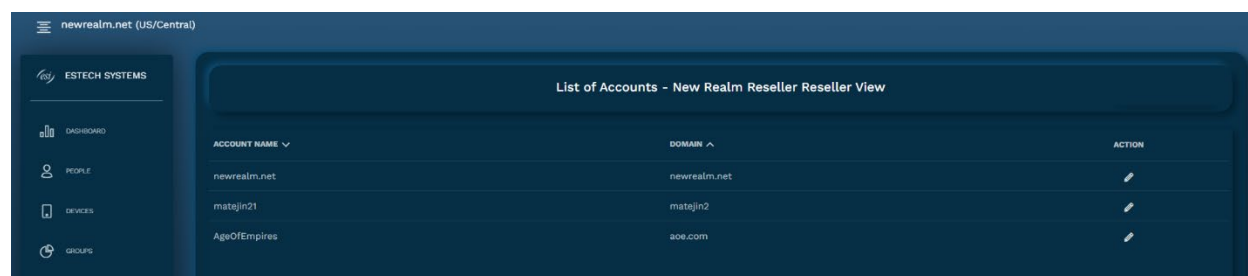 newrealm.net (US/Central)
esi ESTECH SYSTEMS
List of Accounts - New Realm Reseller Reseller View
DASHBOARD
ACCOUNT NAME DOMAIN ACTION
PEOPLE
newrealm.net newrealm.net
DEVICES
matejin21 matejin2
GROUPS
AgeOfEmpires aoe.com